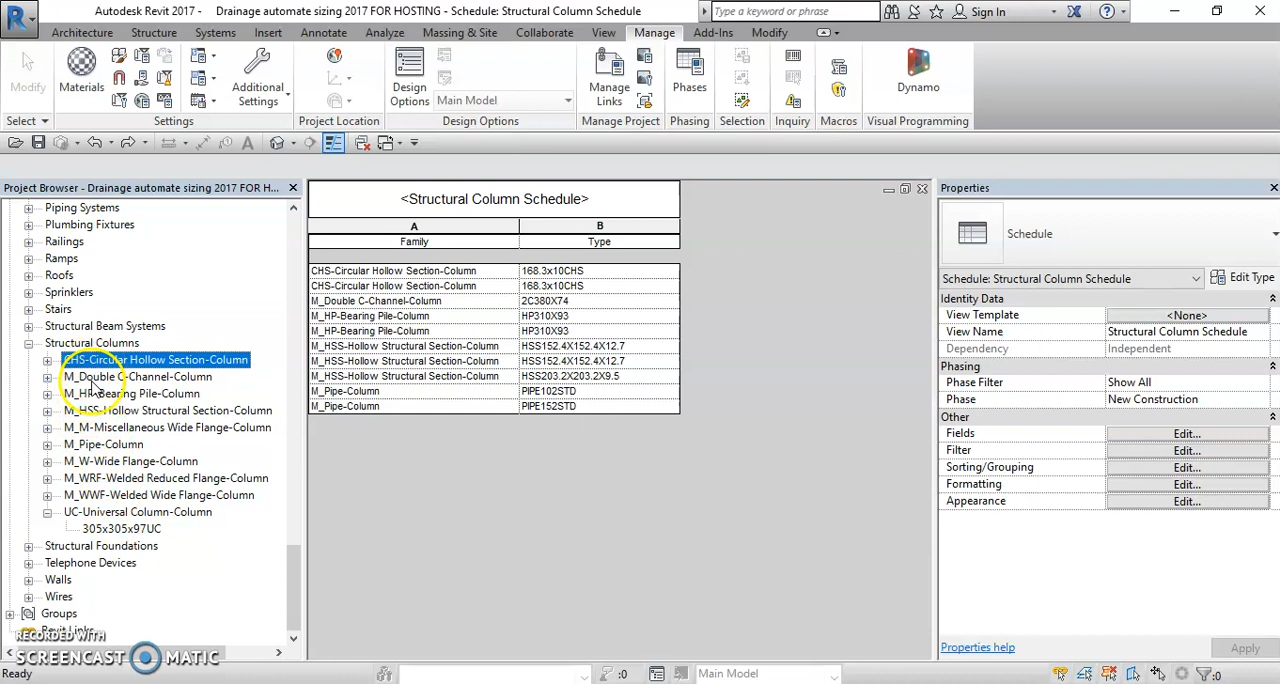 Autodesk Revit 2017 - Drainage automate sizing 2017 FOR HOSTING - Schedule: Structural Column Schedule
Type a keyword or phrase
Sign In
Architecture Structure Systems Insert Annotate Analyze Massing & Site Collaborate View Manage Add-Ins Modify
Modify
Materials
Additional Settings
Design Options
Main Model
Manage Links
Phases
Dynamo
Select
Settings
Project Location
Design Options
Manage Project
Phasing
Selection
Inquiry
Macros
Visual Programming
Project Browser - Drainage automate sizing 2017 FOR H...
Piping Systems
Plumbing Fixtures
Railings
Ramps
Roofs
Sprinklers
Stairs
Structural Beam Systems
Structural Columns
CHS-Circular Hollow Section-Column
M_Double C-Channel-Column
M_HP-Bearing Pile-Column
M_HSS-Hollow Structural Section-Column
M_M-Miscellaneous Wide Flange-Column
M_Pipe-Column
M_W-Wide Flange-Column
M_WRF-Welded Reduced Flange-Column
M_WWF-Welded Wide Flange-Column
UC-Universal Column-Column
305x305x97UC
Structural Foundations
Telephone Devices
Walls
Wires
Groups
Revit Links
RECORDED WITH
SCREENCAST MATIC
<Structural Column Schedule>
A B
Family Type
CHS-Circular Hollow Section-Column 168.3x10CHS
CHS-Circular Hollow Section-Column 168.3x10CHS
M_Double C-Channel-Column 2C380X74
M_HP-Bearing Pile-Column HP310X93
M_HP-Bearing Pile-Column HP310X93
M_HSS-Hollow Structural Section-Column HSS152.4X152.4X12.7
M_HSS-Hollow Structural Section-Column HSS152.4X152.4X12.7
M_HSS-Hollow Structural Section-Column HSS203.2X203.2X9.5
M_Pipe-Column PIPE102STD
M_Pipe-Column PIPE152STD
Properties
Schedule
Schedule: Structural Column Schedule
Edit Type
Identity Data
View Template <None>
View Name Structural Column Schedule
Dependency Independent
Phasing
Phase Filter Show All
Phase New Construction
Other
Fields Edit...
Filter Edit...
Sorting/Grouping Edit...
Formatting Edit...
Appearance Edit...
Properties help
Apply
Ready
:0
Main Model
:0